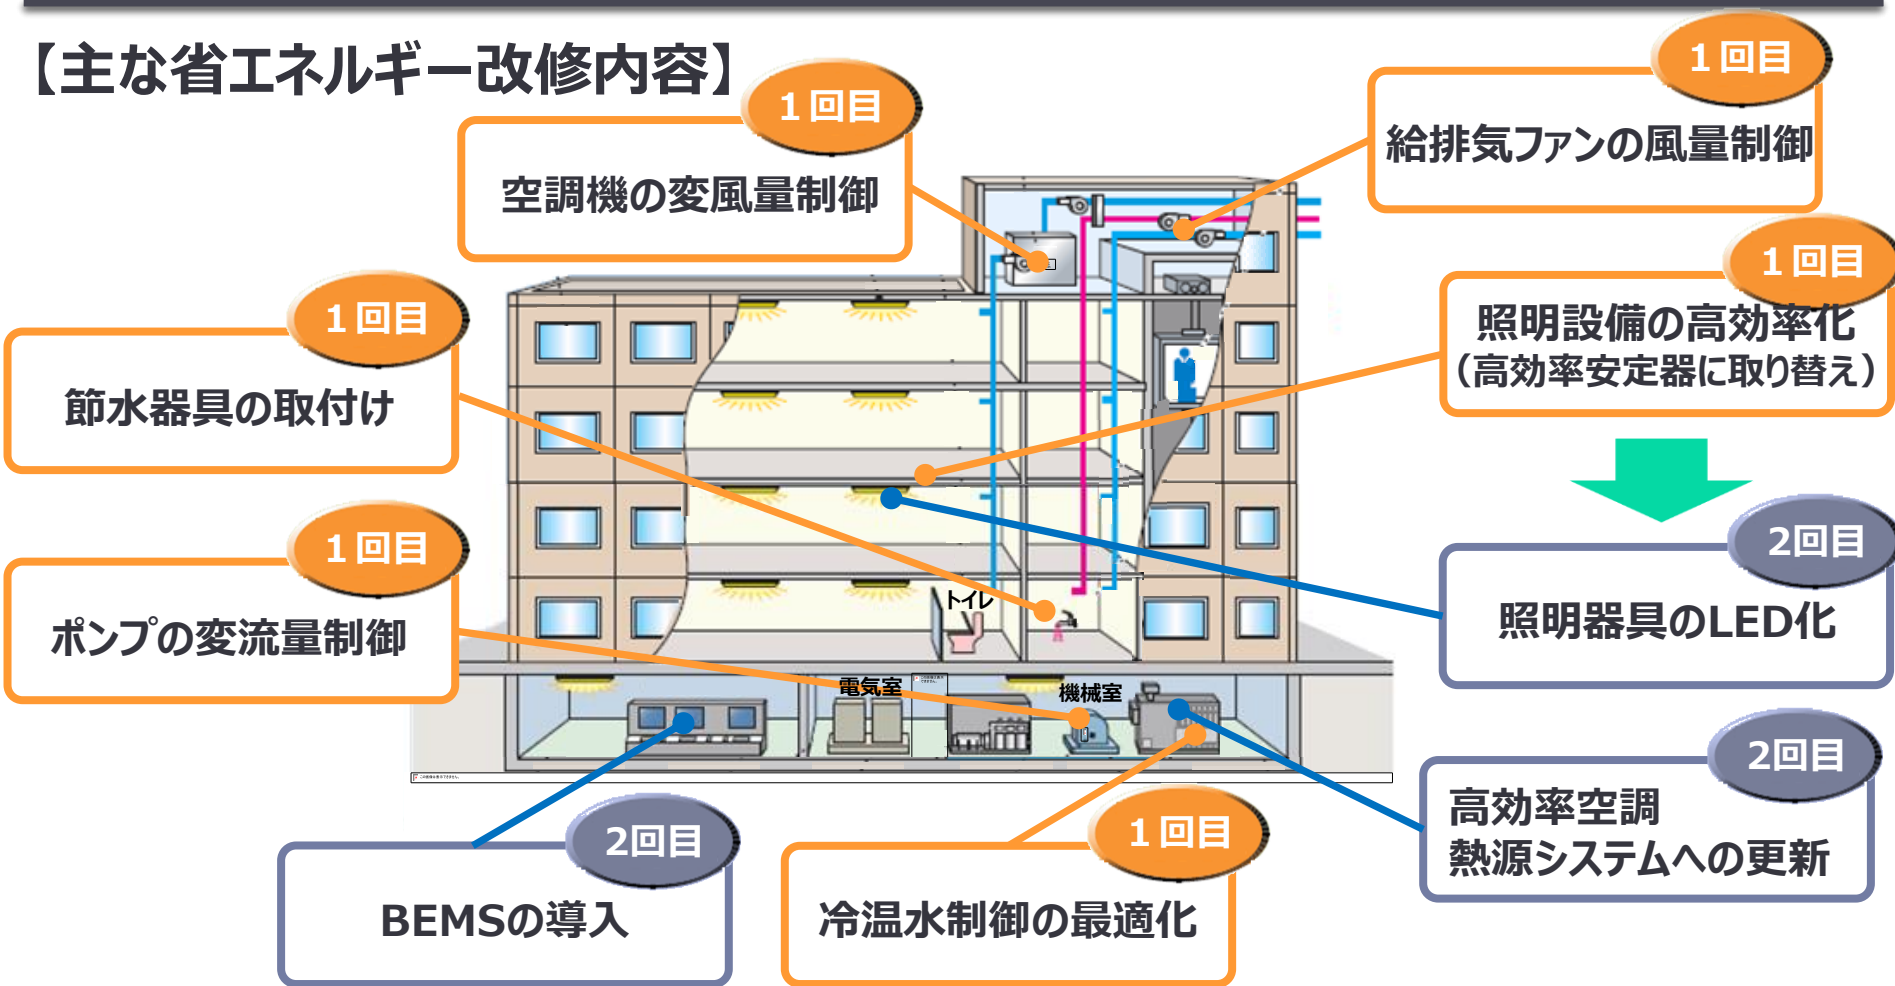 【主な省エネルギー改修内容】
1回目
空調機の変風量制御
1回目
給排気ファンの風量制御
1回目
照明設備の高効率化
（高効率安定器に取り替え）
1回目
節水器具の取付け
2回目
照明器具のLED化
1回目
ポンプの変流量制御
トイレ
電気室
機械室
2回目
高効率空調
熱源システムへの更新
2回目
BEMSの導入
1回目
冷温水制御の最適化